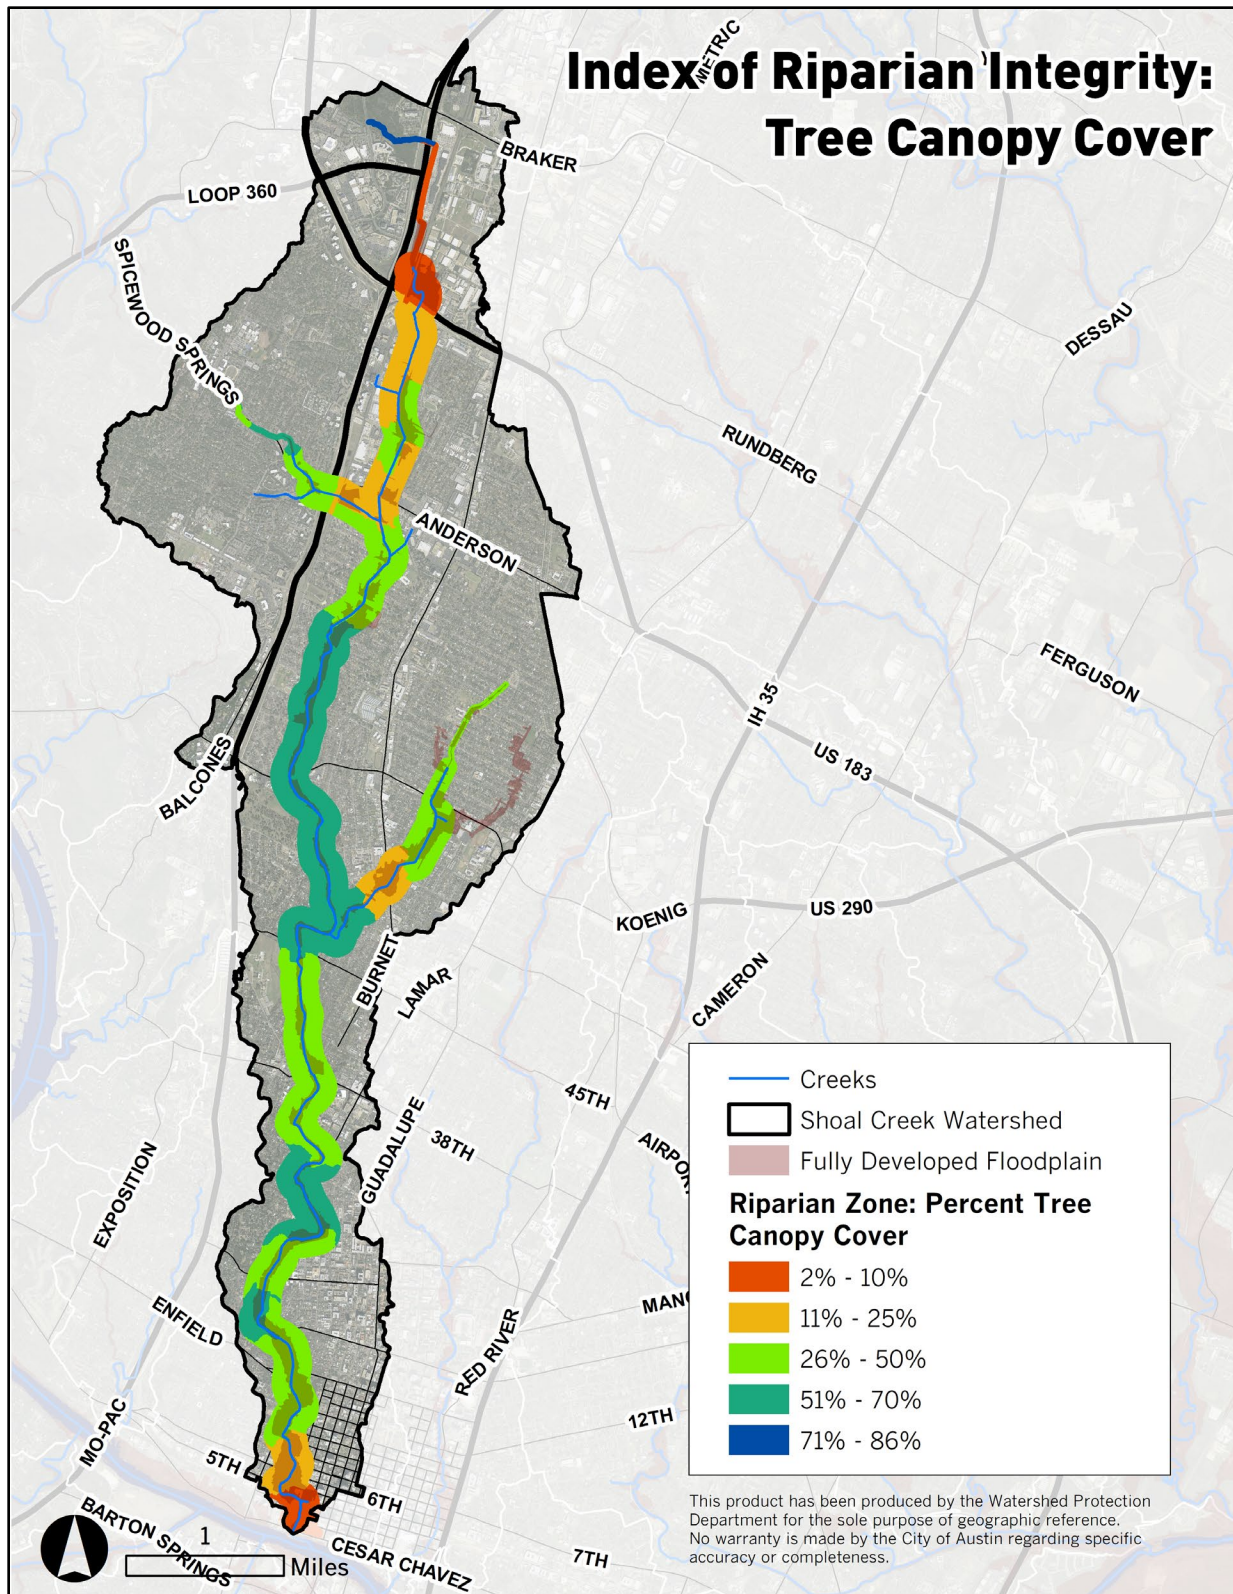 Index of Riparian Integrity:
Tree Canopy Cover
METRIC
BRAKER
LOOP 360
SPICEWOOD SPRINGS
DESSAU
RUNDBERG
ANDERSON
FERGUSON
IH 35
US 183
BALCONES
KOENIG
US 290
BURNET
LAMAR
CAMERON
45TH
GUADALUPE
38TH
AIRPOR
EXPOSITION
ENFIELD
RED RIVER
MANO
12TH
MO-PAC
5TH
6TH
BARTON SPRINGS
CESAR CHAVEZ
7TH
1
Miles
Creeks
Shoal Creek Watershed
Fully Developed Floodplain
Riparian Zone: Percent Tree
Canopy Cover
2% - 10%
11% - 25%
26% - 50%
51% - 70%
71% - 86%
This product has been produced by the Watershed Protection
Department for the sole purpose of geographic reference.
No warranty is made by the City of Austin regarding specific
accuracy or completeness.